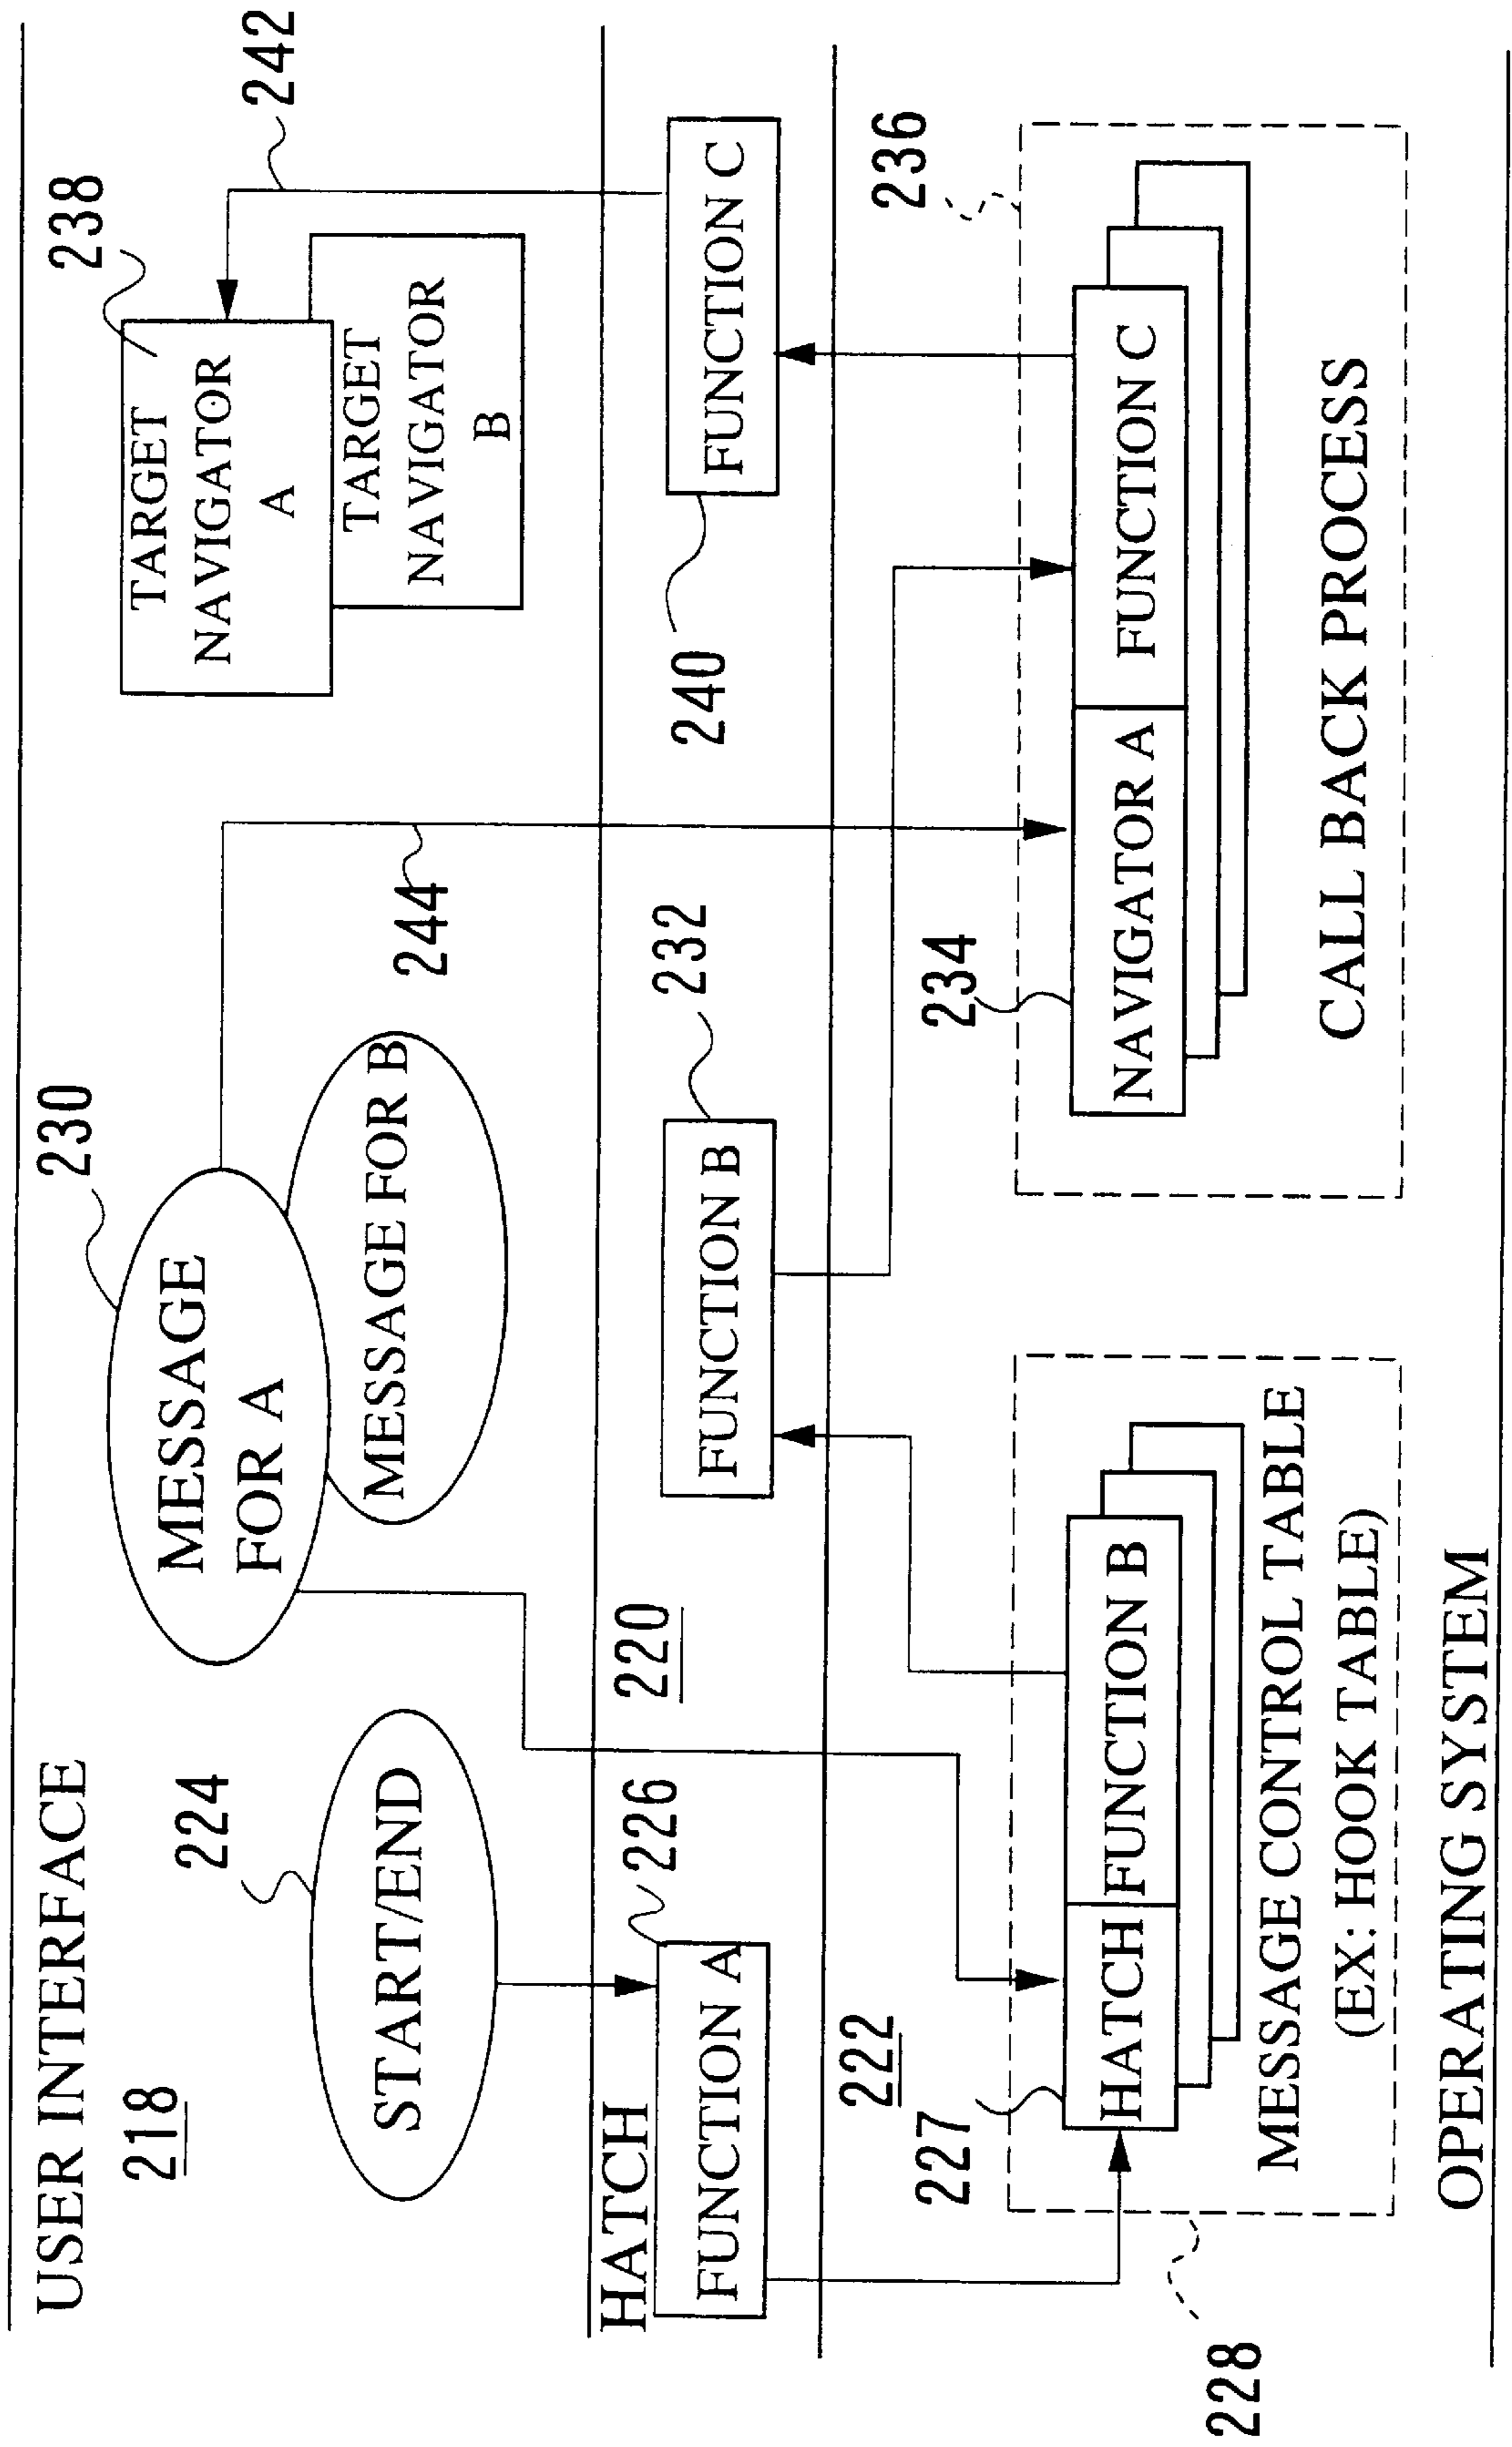 USER INTERFACE
218
224
START/END
230
MESSAGE
FOR A
MESSAGE FOR B
244
238
TARGET
NAVIGATOR
A
TARGET
NAVIGATOR
B
242
HATCH
226
FUNCTION A
220
FUNCTION B
232
240
FUNCTION C
222
227
HATCH
FUNCTION B
MESSAGE CONTROL TABLE
(EX: HOOK TABLE)
228
234
NAVIGATOR A
FUNCTION C
236
CALL BACK PROCESS
OPERATING SYSTEM